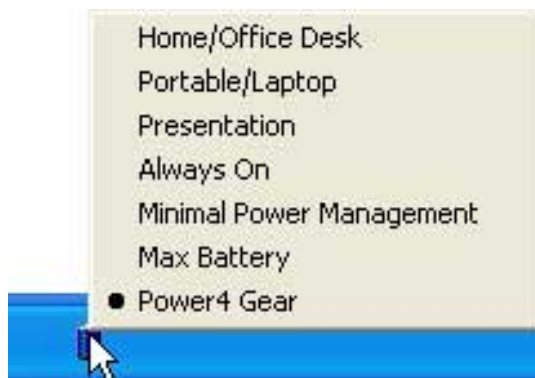 Home/Office Desk
Portable/Laptop
Presentation
Always On
Minimal Power Management
Max Battery
Power4 Gear